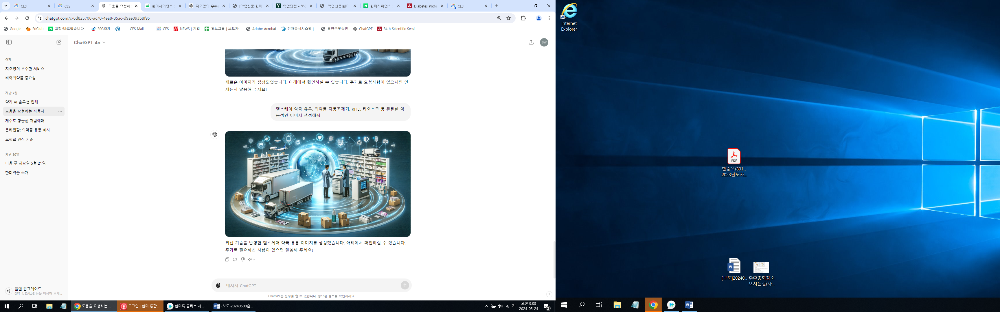 CES
CES
도움을 요청하는
한미사이언스
지오영의 우수
[약업신문]한미
약업닷컴 - 보건
[약업신문]한미
한미사이언스
Diabetes Profe
CES
chatgpt.com/c/6d825708-ac70-4ea8-85ac-d9ae093b8f95
Google
EdClub
고침/바로잡습니다...
ESG경제
:::::::: CES Mail ::::::::
CES
NEWS | 기업
홍보그룹 | 보도자...
Adobe Acrobat
전자공시시스템 |...
유연근무승인
ChatGPT
84th Scientific Sessi...
ChatGPT 4o
SW
어제
지오영의 우수한 서비스
비축의약품 중요성
지난 7일
약가 AI 솔루션 업체
도움을 요청하는 사용자
제주도 항공권 저렴예매
온라인팜: 의약품 유통 회사
보험료 인상 기준
지난 30일
다음 주 화요일 5월 21일.
한미약품 소개
플랜 업그레이드
GPT-4, DALL·E 등을 이용해 보세...
새로운 이미지가 생성되었습니다. 아래에서 확인하실 수 있습니다. 추가로 요청사항이 있으시면 언
제든지 말씀해 주세요!
헬스케어 약국 유통, 의약품 자동조제기, RFID, 키오스크 등 관련한 역
동적인 이미지 생성해줘
최신 기술을 반영한 헬스케어 약국 유통 이미지를 생성했습니다. 아래에서 확인하실 수 있습니다.
추가로 필요하신 사항이 있으면 말씀해 주세요!
메시지 ChatGPT
ChatGPT는 실수를 할 수 있습니다. 중요한 정보를 확인하세요.
?
도움을 요청하는 ...
로그인 | 한미 통합...
한미톡 플러스 사...
(보도)20240500온...
가
오전 9:03
2024-05-24
2
Internet
Explorer
PDF
한승우(801...
2023년도자...
[보도]20240...
주주총회장소
오시는길(사...